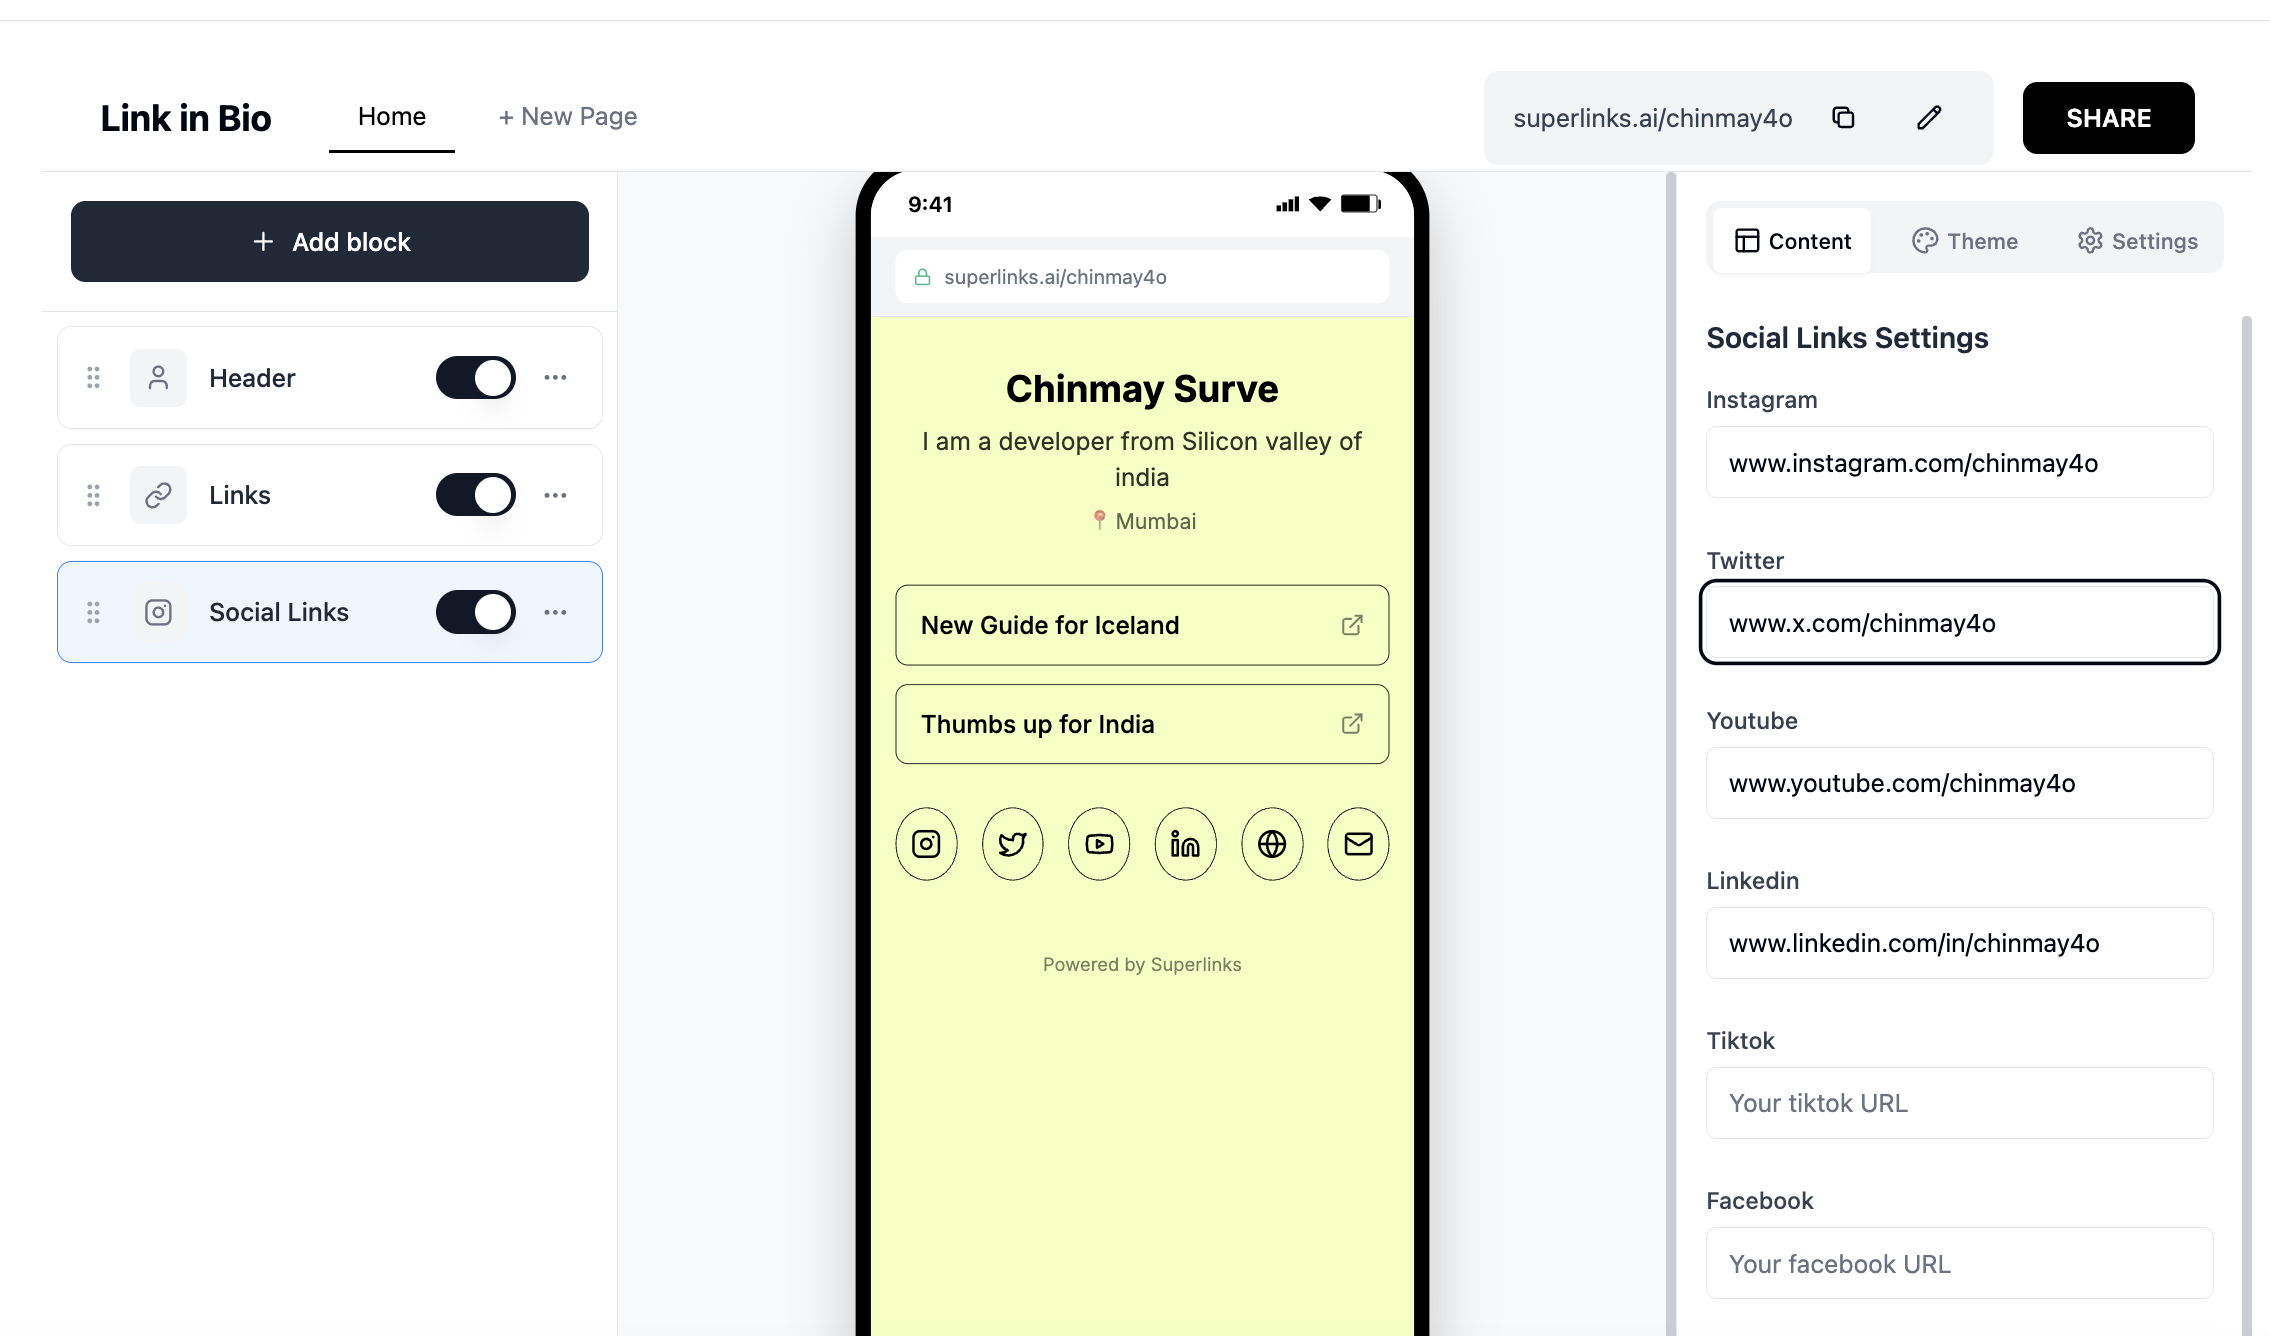 Link in Bio
Home
+ New Page
superlinks.ai/chinmay4o
SHARE
+ Add block
Header
Links
Social Links
9:41
superlinks.ai/chinmay4o
Chinmay Surve
I am a developer from Silicon valley of
india
📍 Mumbai
New Guide for Iceland
Thumbs up for India
Powered by Superlinks
Content
Theme
Settings
Social Links Settings
Instagram
www.instagram.com/chinmay4o
Twitter
www.x.com/chinmay4o
Youtube
www.youtube.com/chinmay4o
Linkedin
www.linkedin.com/in/chinmay4o
Tiktok
Your tiktok URL
Facebook
Your facebook URL